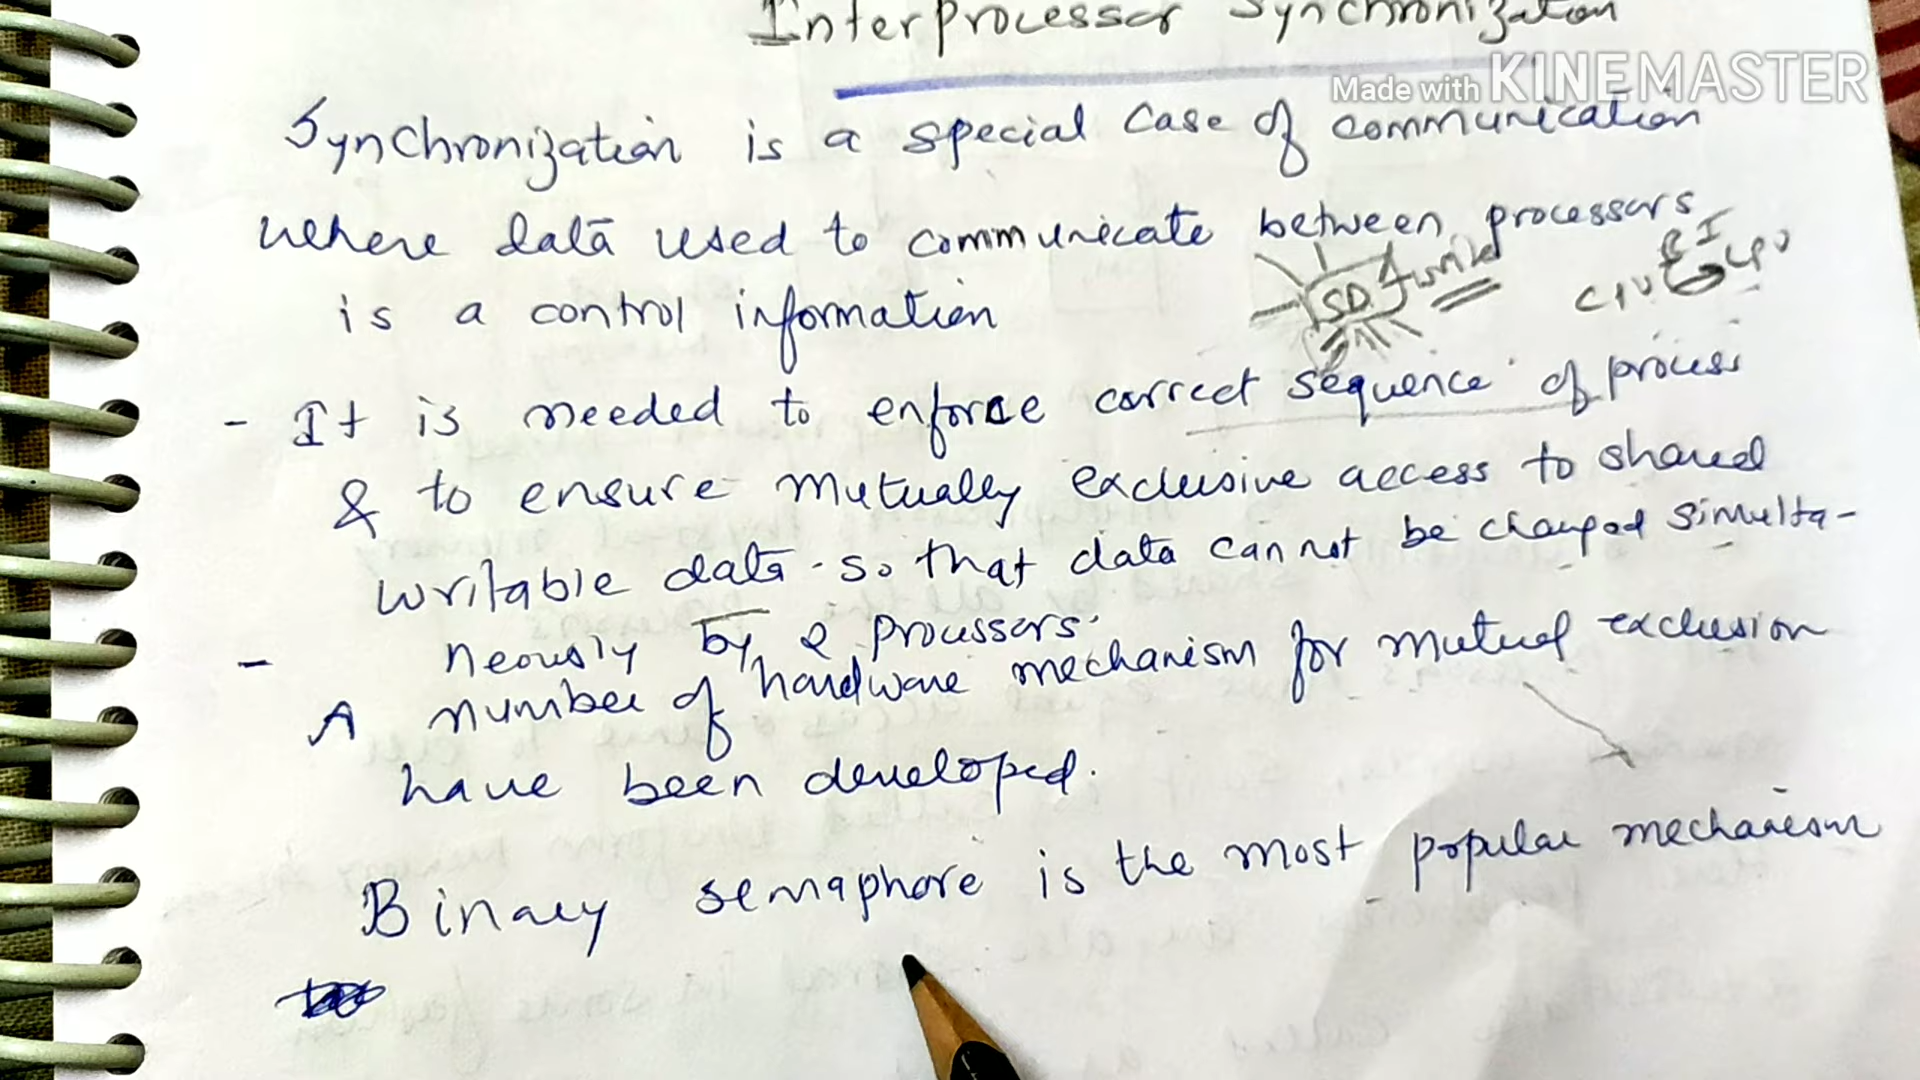 Interprocessor Synchronization
Made with KINEMASTER
Synchronization is a special case of communication
where data used to communicate between processors
is a control information
SD
write
- It is needed to enforce correct sequence of process
& to ensure mutually exclusive access to shared
writable data. so that data can not be changed simulta-
neously by 2 processors.
- A number of hardware mechanism for mutual exclusion
have been developed.
Binary semaphore is the most popular mechanism